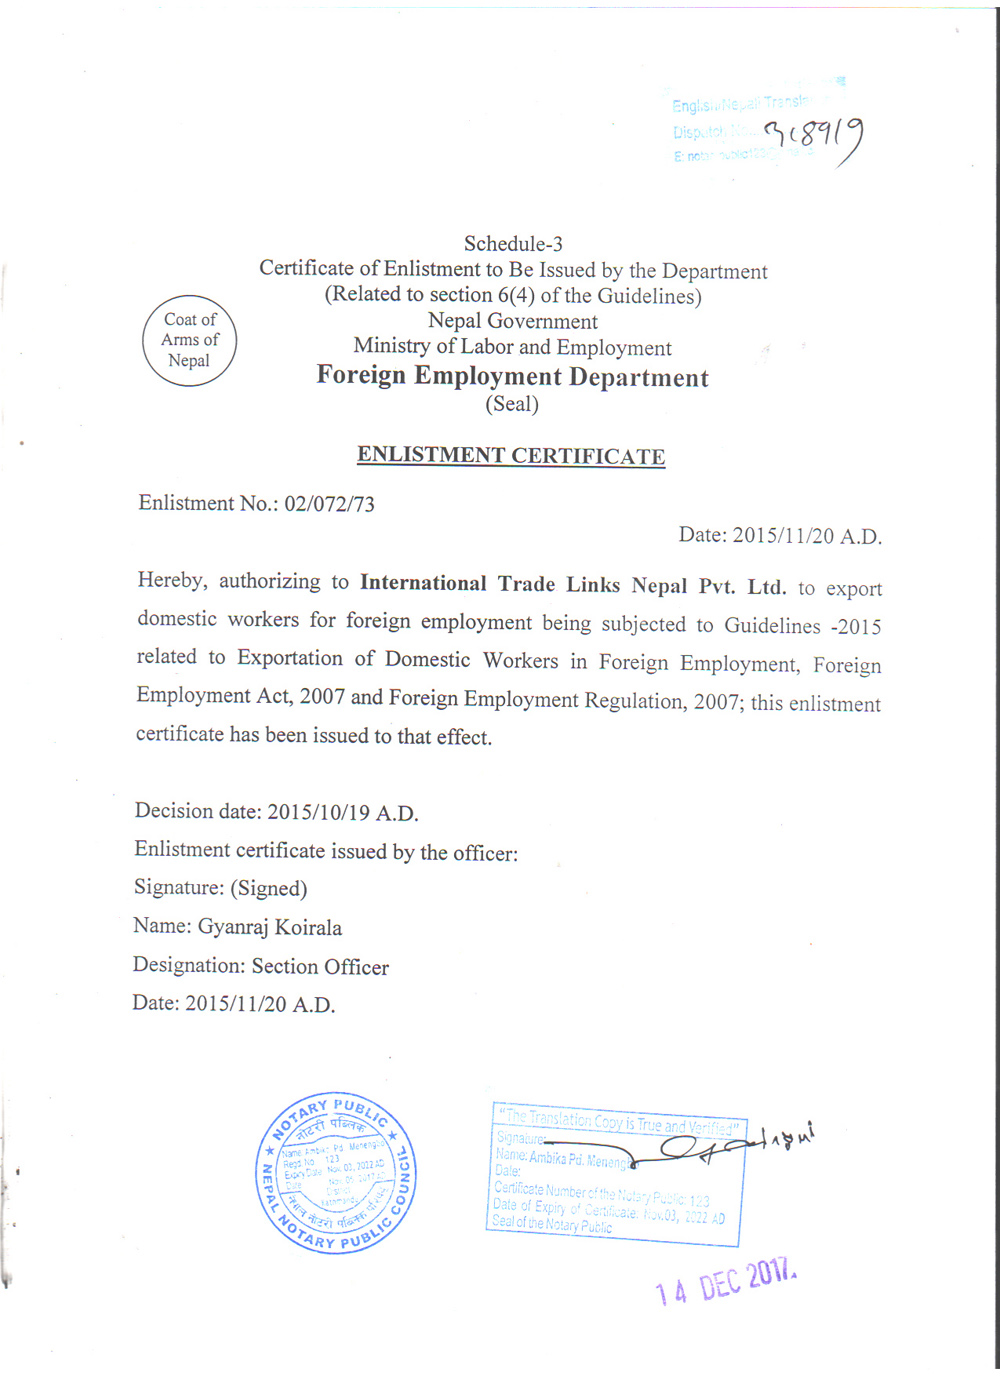 English/Nepali
Dispatch
Schedule-3
Certificate of Enlistment to Be Issued by the Department
(Related to section 6(4) of the Guidelines)
Nepal Government
Ministry of Labor and Employment
Foreign Employment Department
(Seal)
Coat of
Arms of
Nepal
ENLISTMENT CERTIFICATE
Enlistment No.: 02/072/73
Date: 2015/11/20 A.D.
Hereby, authorizing to International Trade Links Nepal Pvt. Ltd. to export
domestic workers for foreign employment being subjected to Guidelines -2015
related to Exportation of Domestic Workers in Foreign Employment, Foreign
Employment Act, 2007 and Foreign Employment Regulation, 2007; this enlistment
certificate has been issued to that effect.
Decision date: 2015/10/19 A.D.
Enlistment certificate issued by the officer:
Signature: (Signed)
Name: Gyanraj Koirala
Designation: Section Officer
Date: 2015/11/20 A.D.
★ NOTARY PUBLIC ★
नोटरी पब्लिक
Name: Ambika Pd. Menengbo
Regd. No. 123
Expiry Date: Nov. 03, 2022 AD
Date
District
Kathmandu
नेपाल नोटरी पब्लिक परिषद
NEPAL NOTARY PUBLIC COUNCIL
"The Translation Copy is True and Verified"
Signature:
Name: Ambika Pd. Menengbo
Date:
Certificate Number of the Notary Public: 123
Date of Expiry of Certificate: Nov.03, 2022 AD
Seal of the Notary Public
14 DEC 2017.